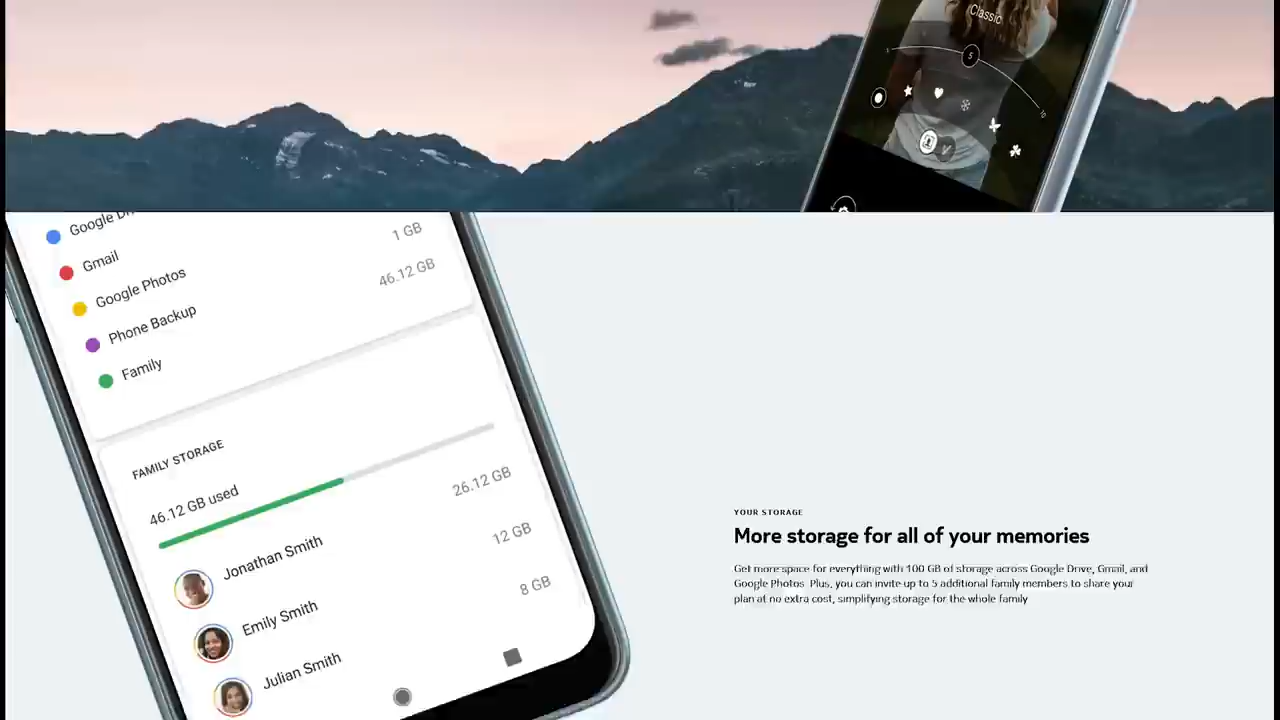 Classic
5
10
Google
Gmail
1 GB
Google Photos
46.12 GB
Phone Backup
Family
FAMILY STORAGE
46.12 GB used
Jonathan Smith
26.12 GB
Emily Smith
12 GB
Julian Smith
8 GB
YOUR STORAGE
More storage for all of your memories
Get more space for everything with 100 GB of storage across Google Drive, Gmail, and
Google Photos. Plus, you can invite up to 5 additional family members to share your
plan at no extra cost, simplifying storage for the whole family